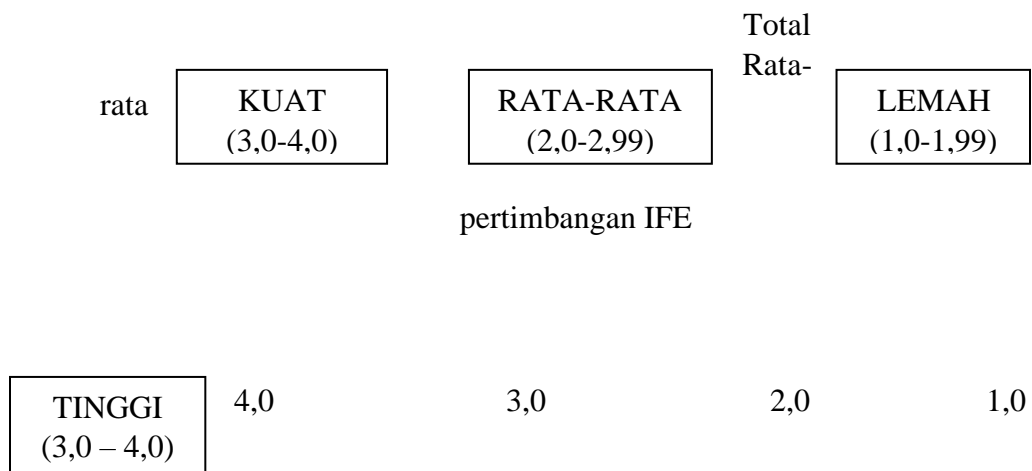 Total
Rata-
rata
KUAT
(3,0-4,0)
RATA-RATA
(2,0-2,99)
LEMAH
(1,0-1,99)
pertimbangan IFE
TINGGI
(3,0 – 4,0)
4,0 3,0 2,0 1,0